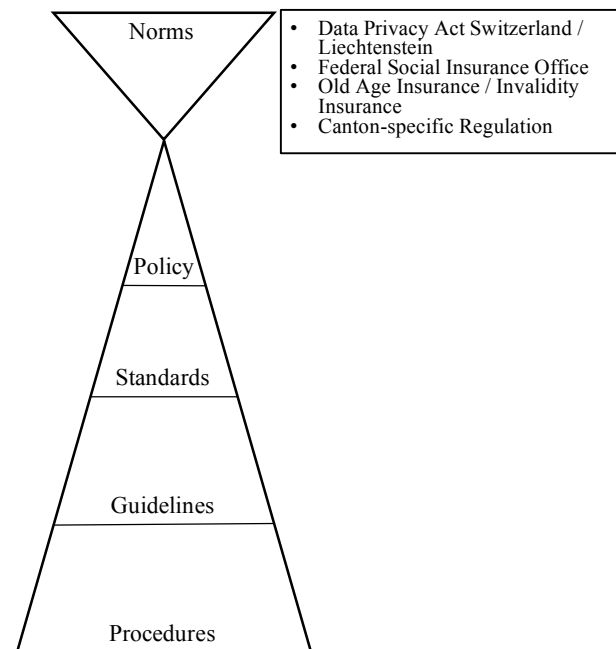 Norms
• Data Privacy Act Switzerland /
Liechtenstein
• Federal Social Insurance Office
• Old Age Insurance / Invalidity
Insurance
• Canton-specific Regulation
Policy
Standards
Guidelines
Procedures